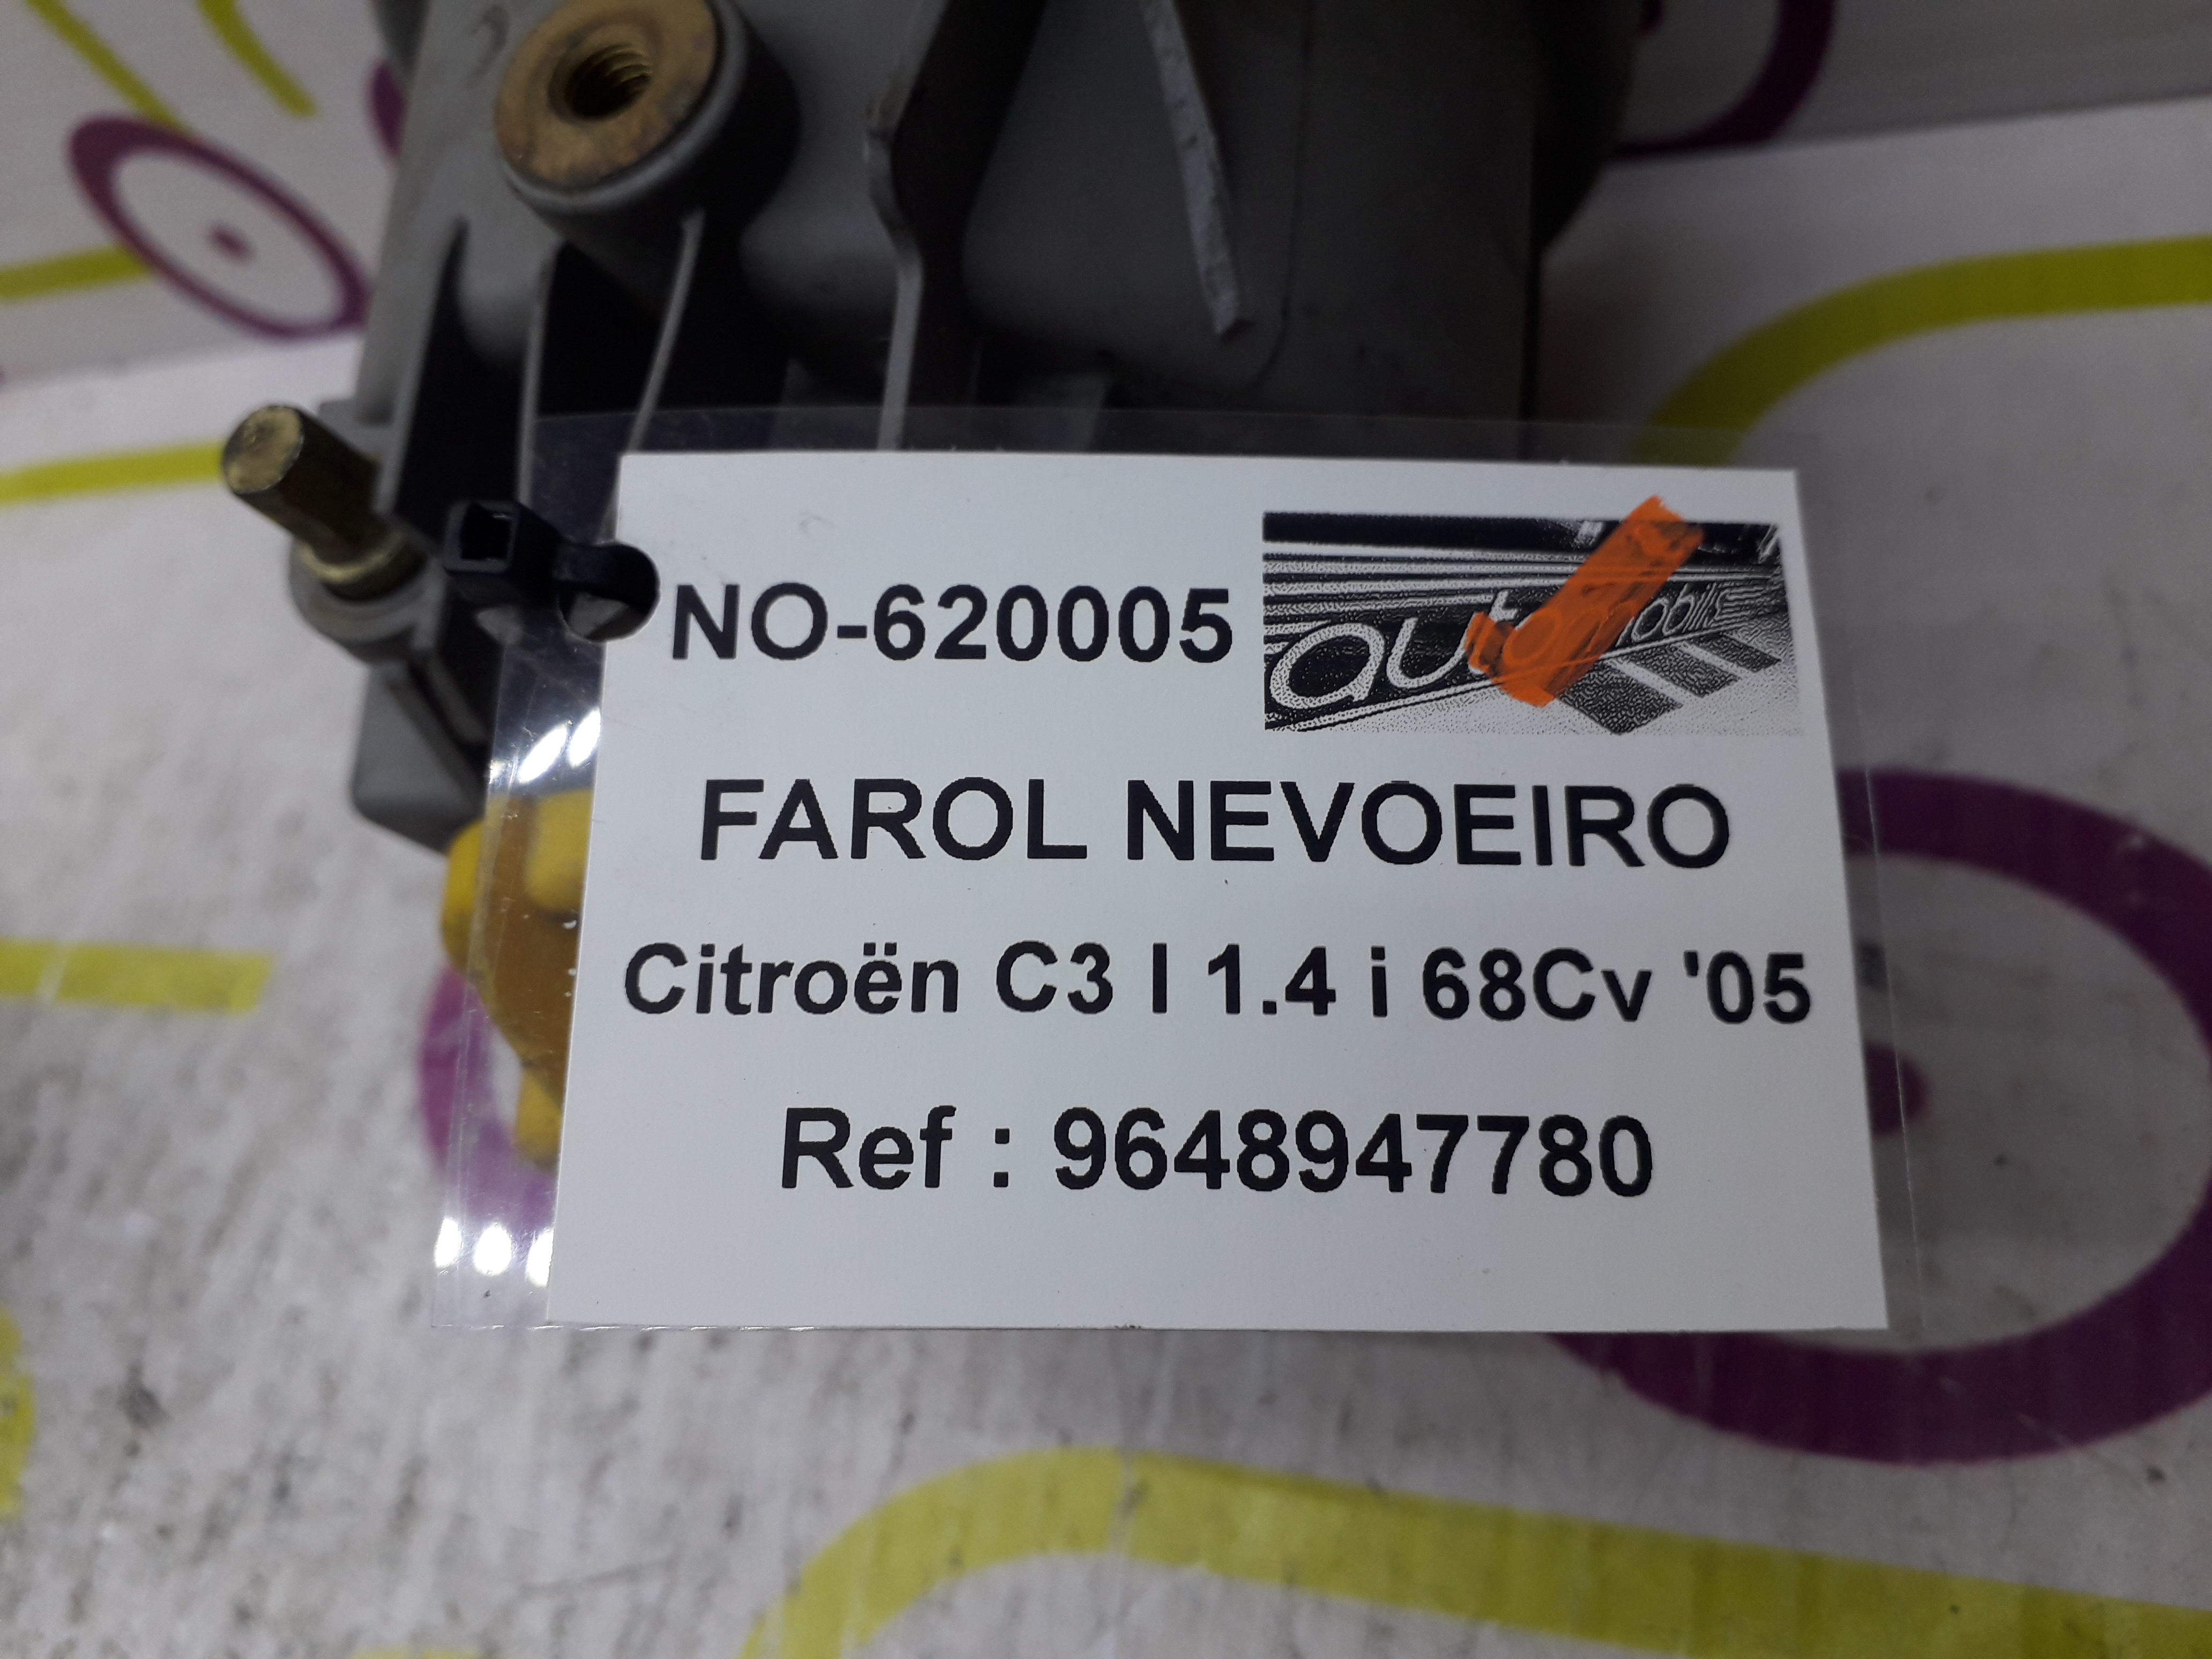 NO-620005
FAROL NEVOEIRO
Citroën C3 I 1.4 i 68Cv '05
Ref : 9648947780